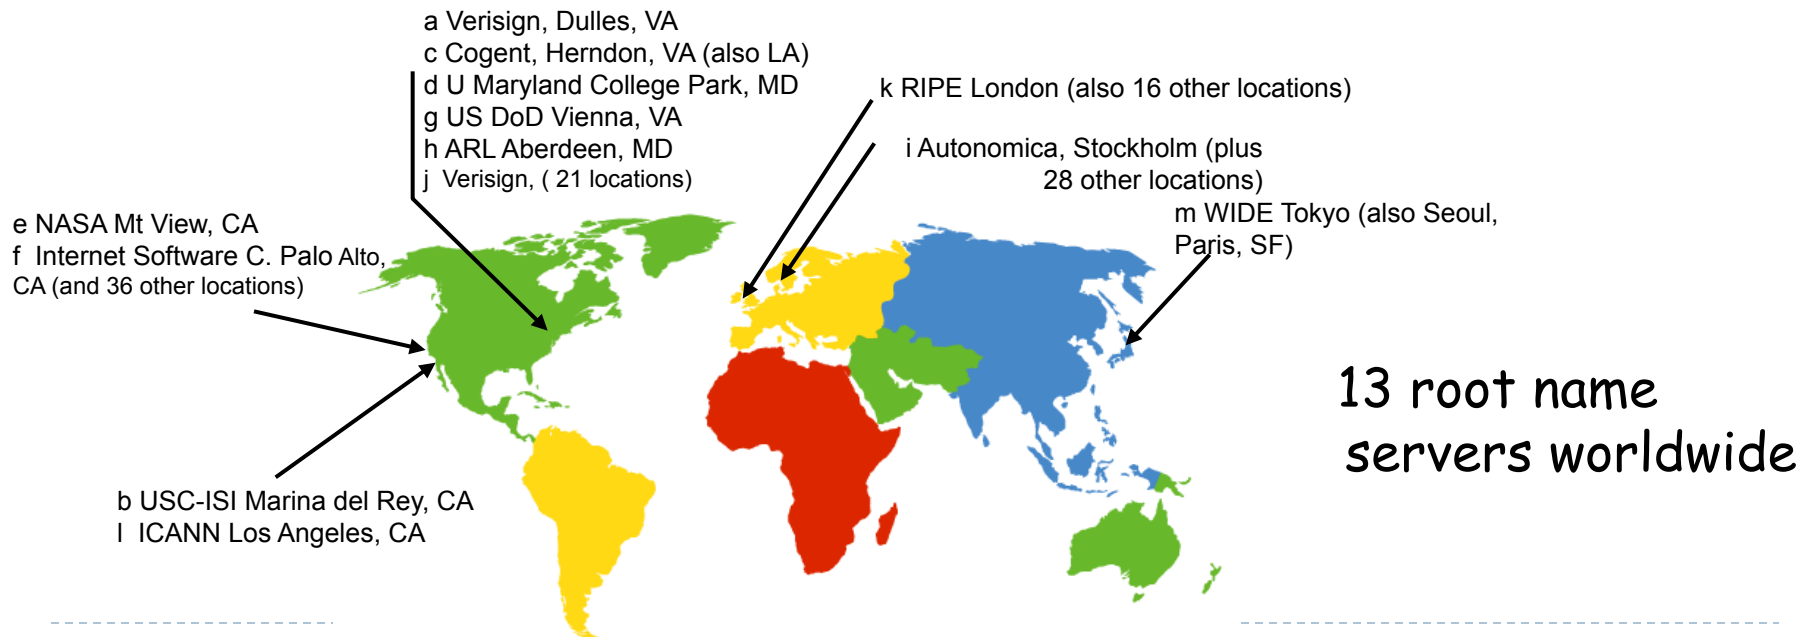 a Verisign, Dulles, VA
c Cogent, Herndon, VA (also LA)
d U Maryland College Park, MD
g US DoD Vienna, VA
h ARL Aberdeen, MD
j Verisign, ( 21 locations)
k RIPE London (also 16 other locations)
i Autonomica, Stockholm (plus
28 other locations)
m WIDE Tokyo (also Seoul,
Paris, SF)
e NASA Mt View, CA
f Internet Software C. Palo Alto,
CA (and 36 other locations)
13 root name
servers worldwide
b USC-ISI Marina del Rey, CA
l ICANN Los Angeles, CA